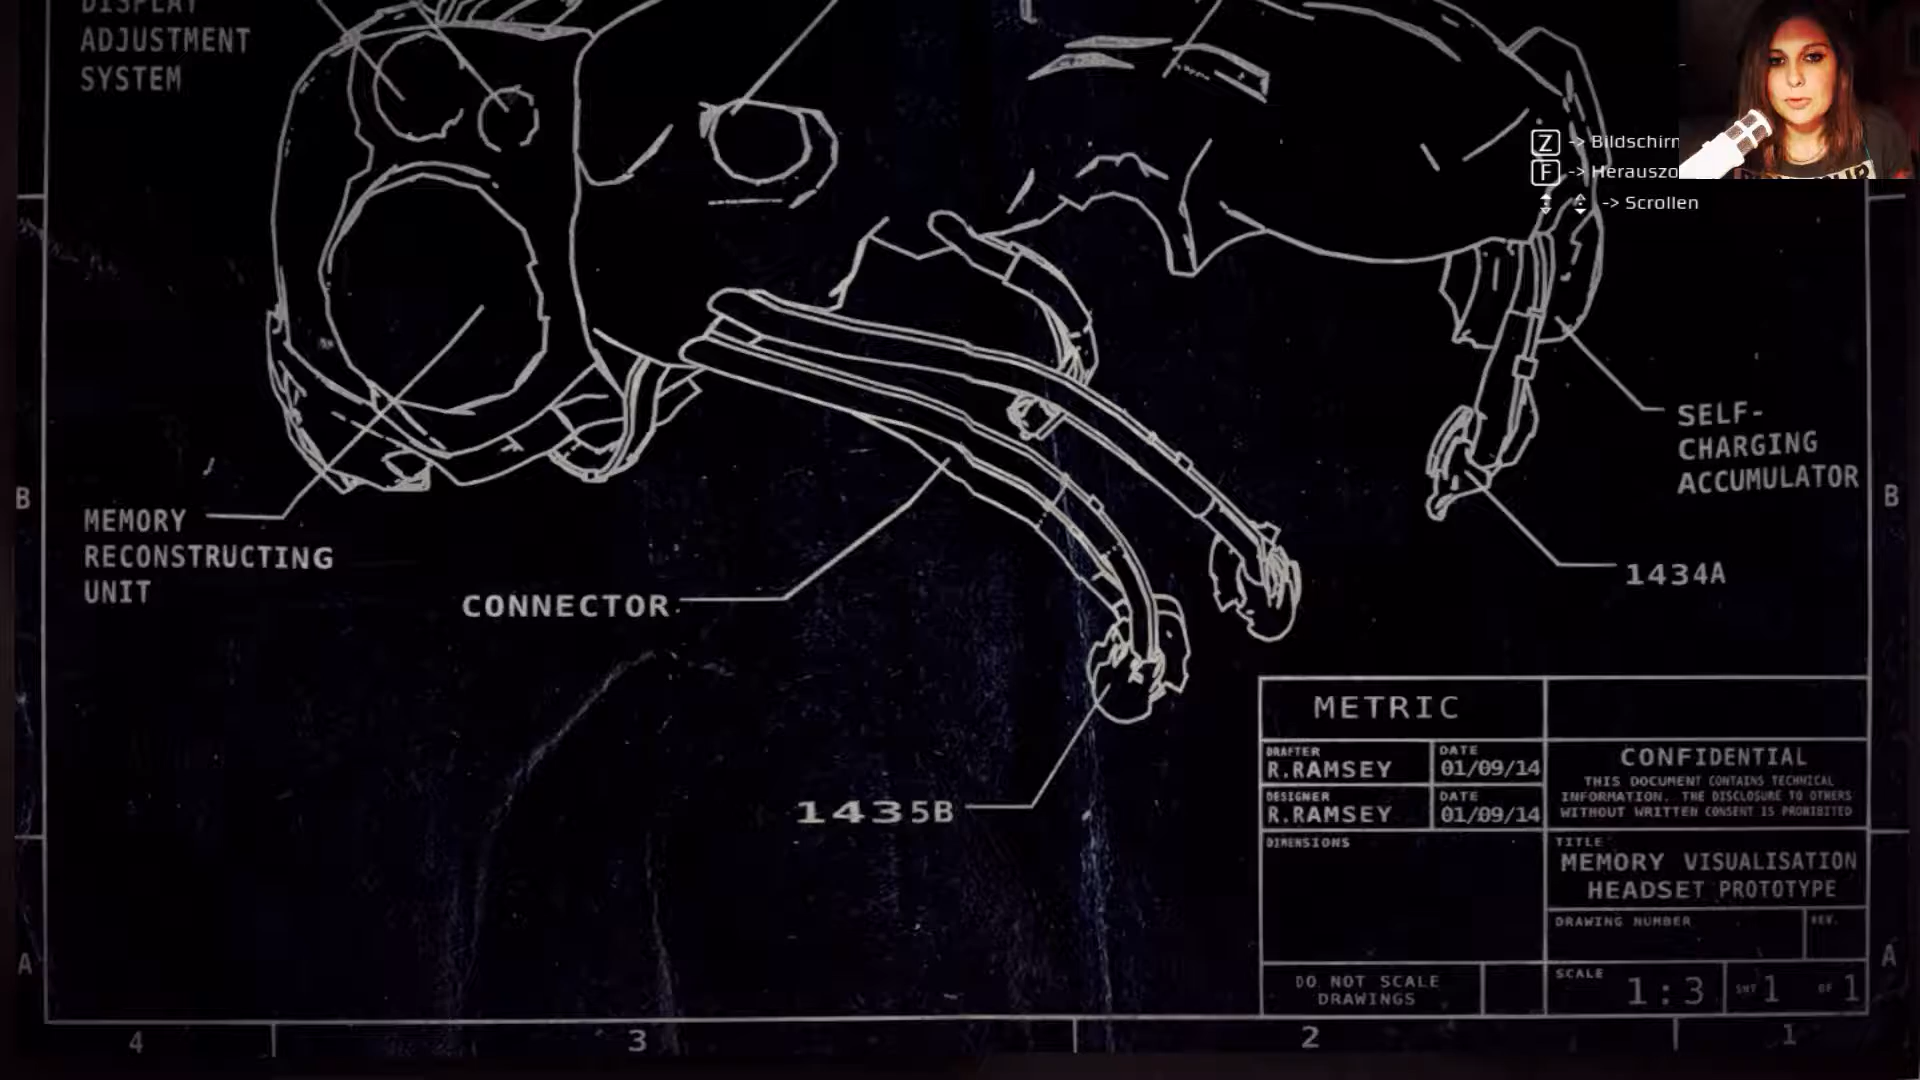 DISPLAY
ADJUSTMENT
SYSTEM
Z -> Bildschirm
F -> Herauszo
-> Scrollen
SELF-
CHARGING
ACCUMULATOR
B
B
MEMORY
RECONSTRUCTING
UNIT
CONNECTOR
1434A
1435B
METRIC
DRAFTER
R.RAMSEY
DATE
01/09/14
DESIGNER
R.RAMSEY
DATE
01/09/14
DIMENSIONS
CONFIDENTIAL
THIS DOCUMENT CONTAINS TECHNICAL
INFORMATION. THE DISCLOSURE TO OTHERS
WITHOUT WRITTEN CONSENT IS PROHIBITED
TITLE
MEMORY VISUALISATION
HEADSET PROTOTYPE
DRAWING NUMBER
REV.
DO NOT SCALE
DRAWINGS
SCALE
1:3
SHT 1 OF 1
A
A
4
3
2
1